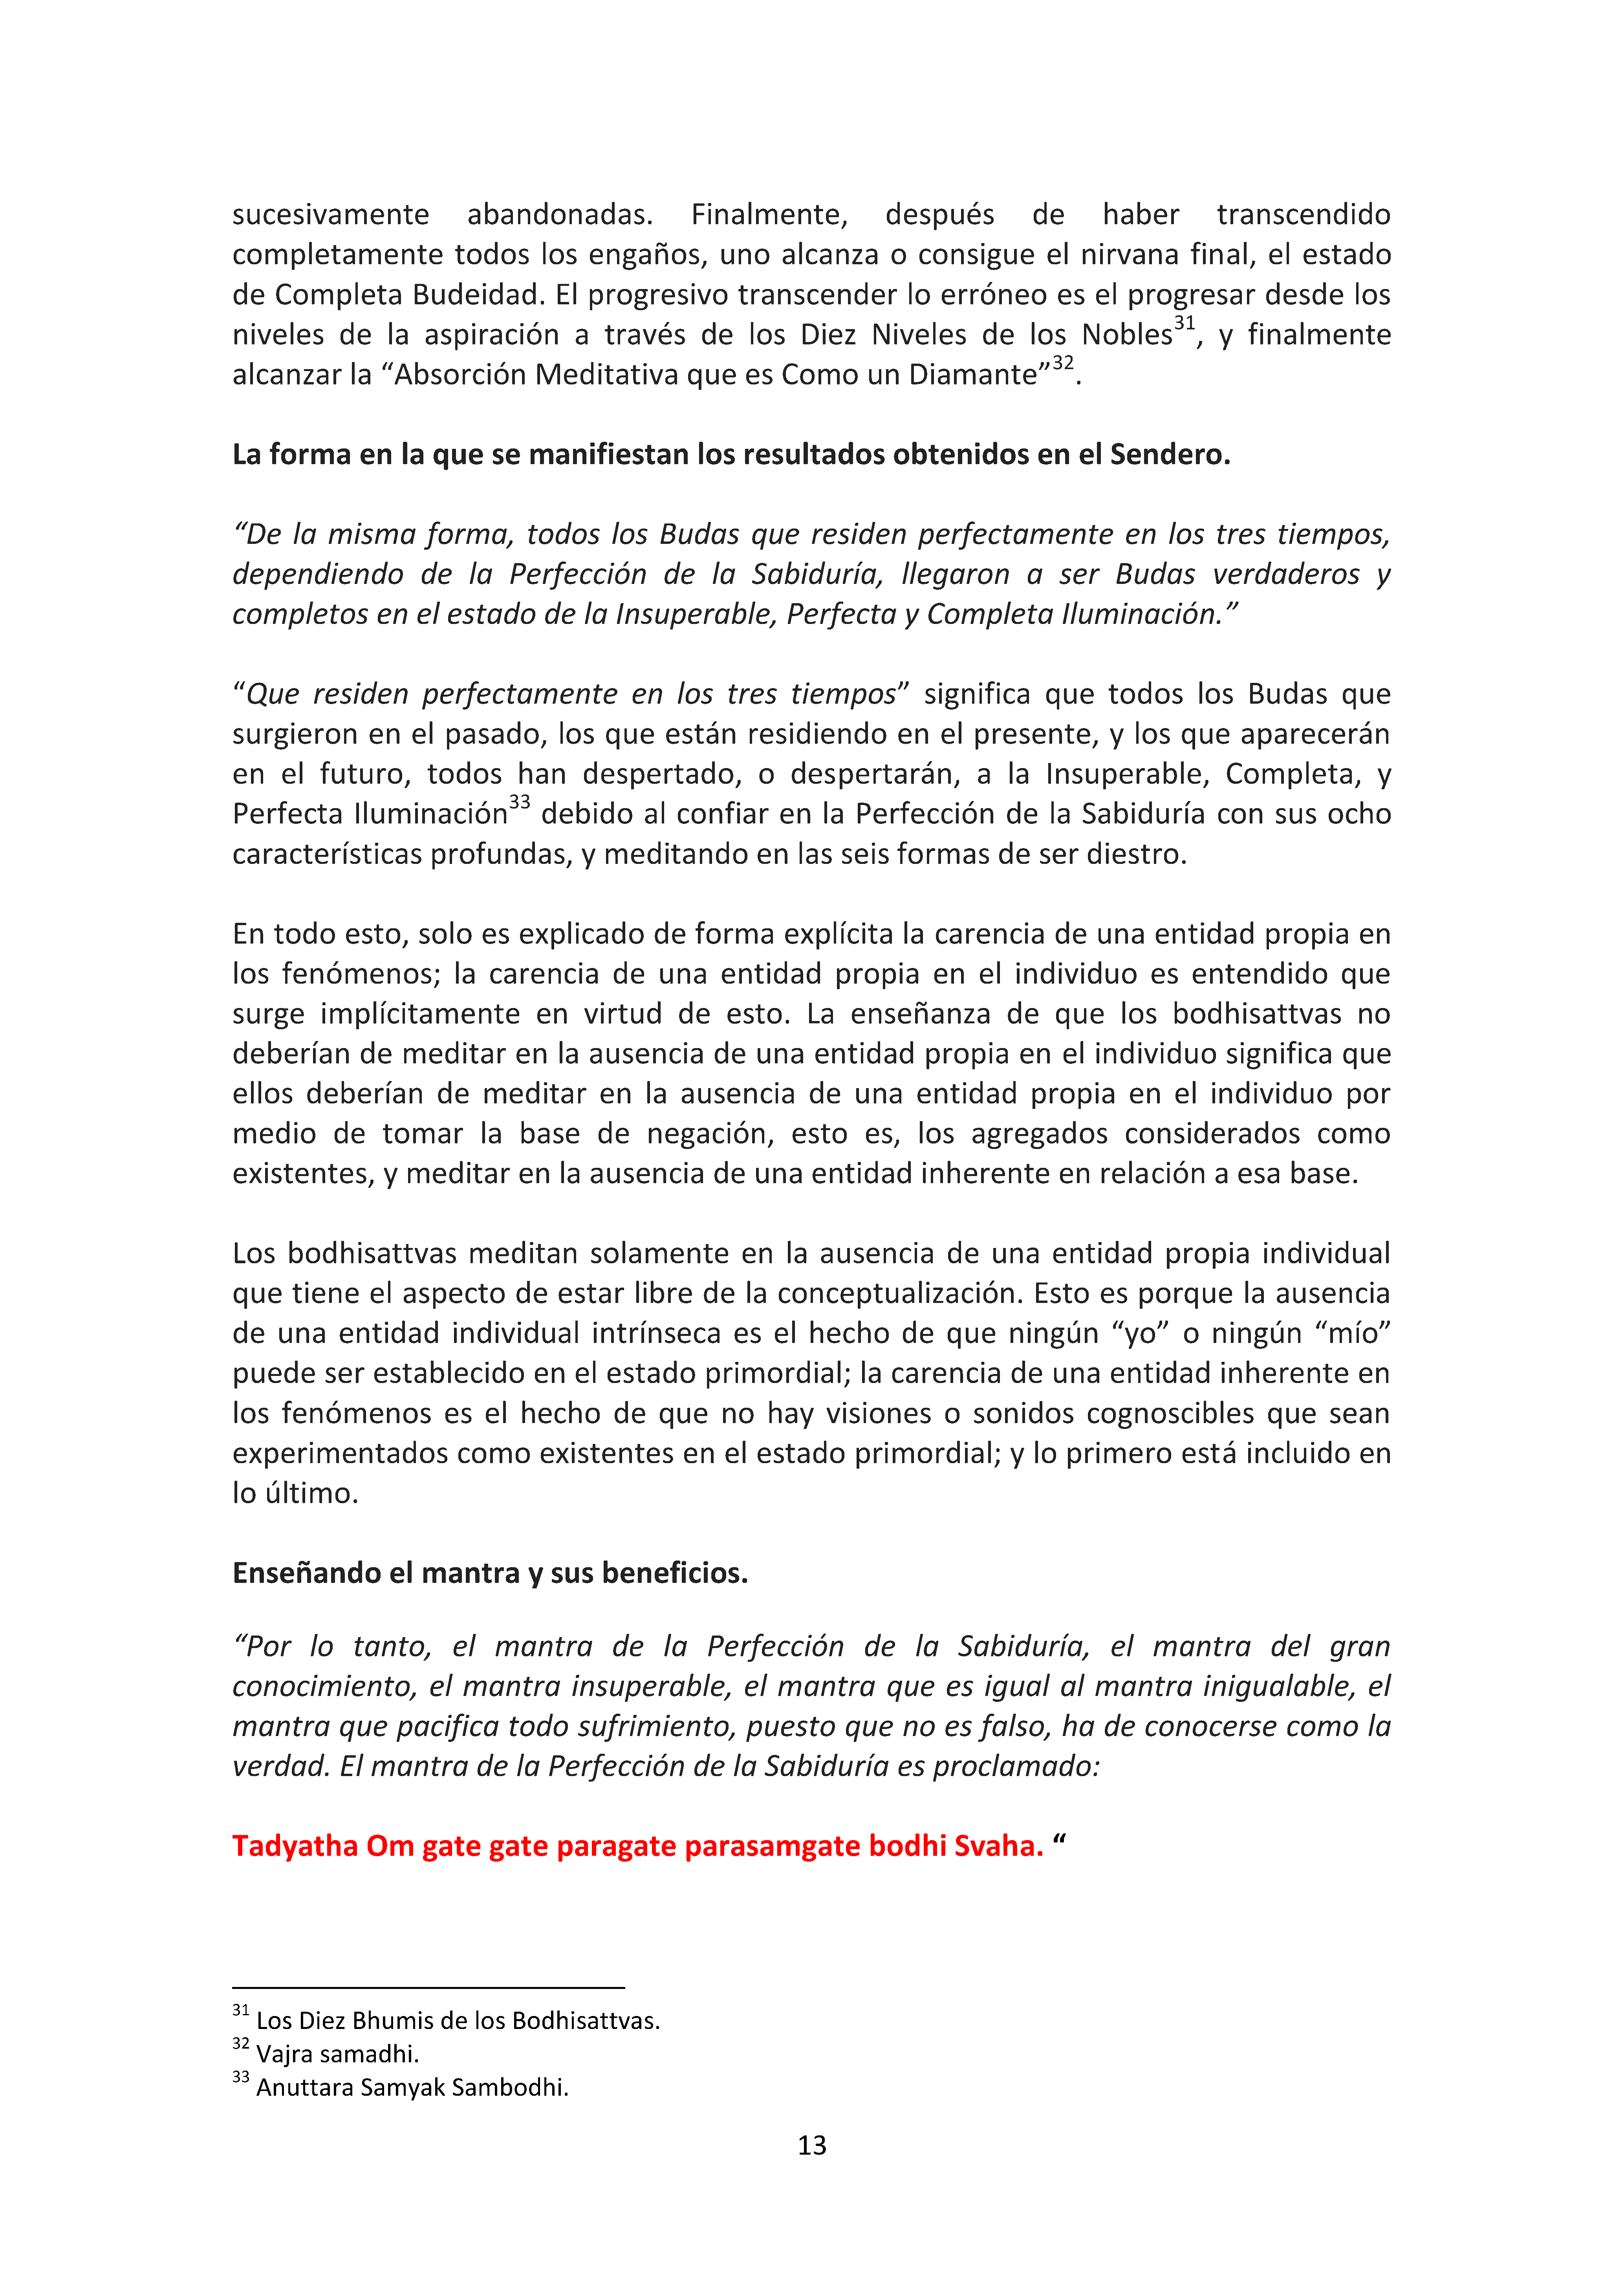 sucesivamente abandonadas. Finalmente, después de haber transcendido
completamente todos los engaños, uno alcanza o consigue el nirvana final, el estado
de Completa Budeidad. El progresivo transcender lo erróneo es el progresar desde los
niveles de la aspiración a través de los Diez Niveles de los Nobles31, y finalmente
alcanzar la “Absorción Meditativa que es Como un Diamante”32.
La forma en la que se manifiestan los resultados obtenidos en el Sendero.
“De la misma forma, todos los Budas que residen perfectamente en los tres tiempos,
dependiendo de la Perfección de la Sabiduría, llegaron a ser Budas verdaderos y
completos en el estado de la Insuperable, Perfecta y Completa Iluminación.”
“Que residen perfectamente en los tres tiempos” significa que todos los Budas que
surgieron en el pasado, los que están residiendo en el presente, y los que aparecerán
en el futuro, todos han despertado, o despertarán, a la Insuperable, Completa, y
Perfecta Iluminación33 debido al confiar en la Perfección de la Sabiduría con sus ocho
características profundas, y meditando en las seis formas de ser diestro.
En todo esto, solo es explicado de forma explícita la carencia de una entidad propia en
los fenómenos; la carencia de una entidad propia en el individuo es entendido que
surge implícitamente en virtud de esto. La enseñanza de que los bodhisattvas no
deberían de meditar en la ausencia de una entidad propia en el individuo significa que
ellos deberían de meditar en la ausencia de una entidad propia en el individuo por
medio de tomar la base de negación, esto es, los agregados considerados como
existentes, y meditar en la ausencia de una entidad inherente en relación a esa base.
Los bodhisattvas meditan solamente en la ausencia de una entidad propia individual
que tiene el aspecto de estar libre de la conceptualización. Esto es porque la ausencia
de una entidad individual intrínseca es el hecho de que ningún “yo” o ningún “mío”
puede ser establecido en el estado primordial; la carencia de una entidad inherente en
los fenómenos es el hecho de que no hay visiones o sonidos cognoscibles que sean
experimentados como existentes en el estado primordial; y lo primero está incluido en
lo último.
Enseñando el mantra y sus beneficios.
“Por lo tanto, el mantra de la Perfección de la Sabiduría, el mantra del gran
conocimiento, el mantra insuperable, el mantra que es igual al mantra inigualable, el
mantra que pacifica todo sufrimiento, puesto que no es falso, ha de conocerse como la
verdad. El mantra de la Perfección de la Sabiduría es proclamado:
Tadyatha Om gate gate paragate parasamgate bodhi Svaha. “
31 Los Diez Bhumis de los Bodhisattvas.
32 Vajra samadhi.
33 Anuttara Samyak Sambodhi.
13